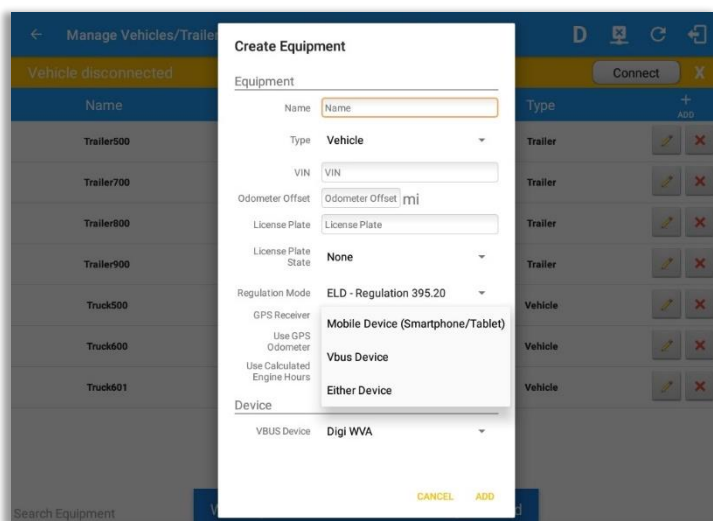 Manage Vehicles/Trailer
D
Vehicle disconnected
Connect
X
Name
Type
ADD
Create Equipment
Equipment
Name
Name
Type
Vehicle
VIN
VIN
Odometer Offset
Odometer Offset
mi
License Plate
License Plate
License Plate State
None
Regulation Mode
ELD - Regulation 395.20
GPS Receiver
Mobile Device (Smartphone/Tablet)
Use GPS Odometer
Vbus Device
Use Calculated Engine Hours
Either Device
Device
VBUS Device
Digi WVA
CANCEL
ADD
Trailer500
Trailer
Trailer700
Trailer
Trailer800
Trailer
Trailer900
Trailer
Truck500
Vehicle
Truck600
Vehicle
Truck601
Vehicle
Search Equipment